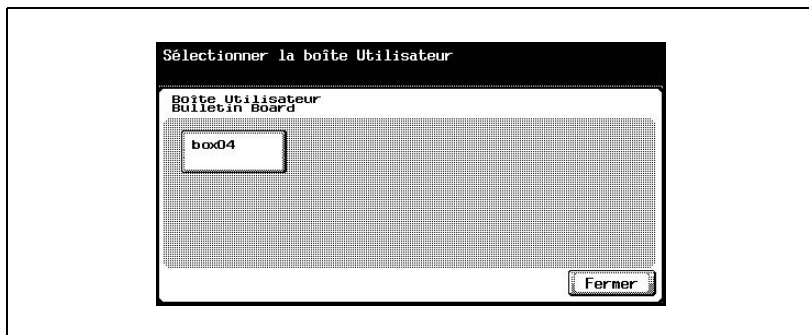 Sélectionner la boîte Utilisateur
Boîte Utilisateur
Bulletin Board
box04
Fermer